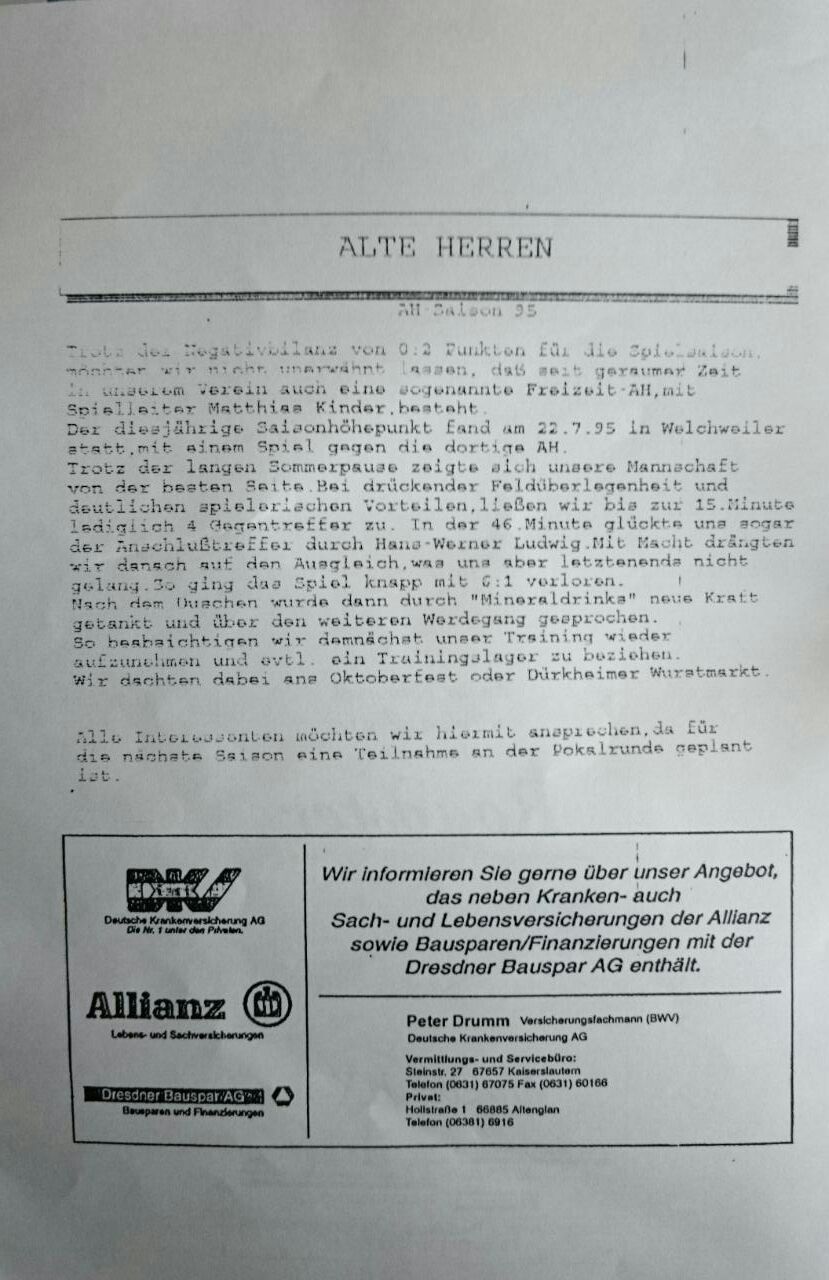 ALTE HERREN
AH-Saison 95
Trotz der Negativbilanz von 0:2 Punkten für die Spielsaison,
möchten wir nicht unerwähnt lassen, daß seit geraumer Zeit
in unserem Verein auch eine sogenannte Freizeit-AH,mit
Spielleiter Matthias Kinder,besteht.
Der diesjährige Saisonhöhepunkt fand am 22.7.95 in Welchweiler
statt,mit einem Spiel gegen die dortige AH.
Trotz der langen Sommerpause zeigte sich unsere Mannschaft
von der besten Seite.Bei drückender Feldüberlegenheit und
deutlichen spielerischen Vorteilen,ließen wir bis zur 15.Minute
lediglich 4 Gegentreffer zu. In der 46.Minute glückte uns sogar
der Anschlußtreffer durch Hans-Werner Ludwig.Mit Macht drängten
wir danach auf den Ausgleich,was uns aber letztenends nicht
gelang.So ging das Spiel knapp mit 6:1 verloren.
Nach dem Duschen wurde dann durch "Mineraldrinks" neue Kraft
getankt und über den weiteren Werdegang gesprochen.
So beabsichtigen wir demnächst unser Training wieder
aufzunehmen und evtl. ein Trainingslager zu beziehen.
Wir dachten dabei ans Oktoberfest oder Dürkheimer Wurstmarkt.
Alle Interessenten möchten wir hiermit ansprechen,da für
die nächste Saison eine Teilnahme an der Pokalrunde geplant
ist.
DKV
Deutsche Krankenversicherung AG
Die Nr. 1 unter den Privaten.
Allianz
Lebens- und Sachversicherungen
Dresdner Bauspar AG
Bausparen und Finanzierungen
Wir informieren Sie gerne über unser Angebot,
das neben Kranken- auch
Sach- und Lebensversicherungen der Allianz
sowie Bausparen/Finanzierungen mit der
Dresdner Bauspar AG enthält.
Peter Drumm Versicherungsfachmann (BWV)
Deutsche Krankenversicherung AG
Vermittlungs- und Servicebüro:
Steinstr. 27 67657 Kaiserslautern
Telefon (0631) 67075 Fax (0631) 60166
Privat:
Hollstraße 1 66885 Altenglan
Telefon (06381) 6916